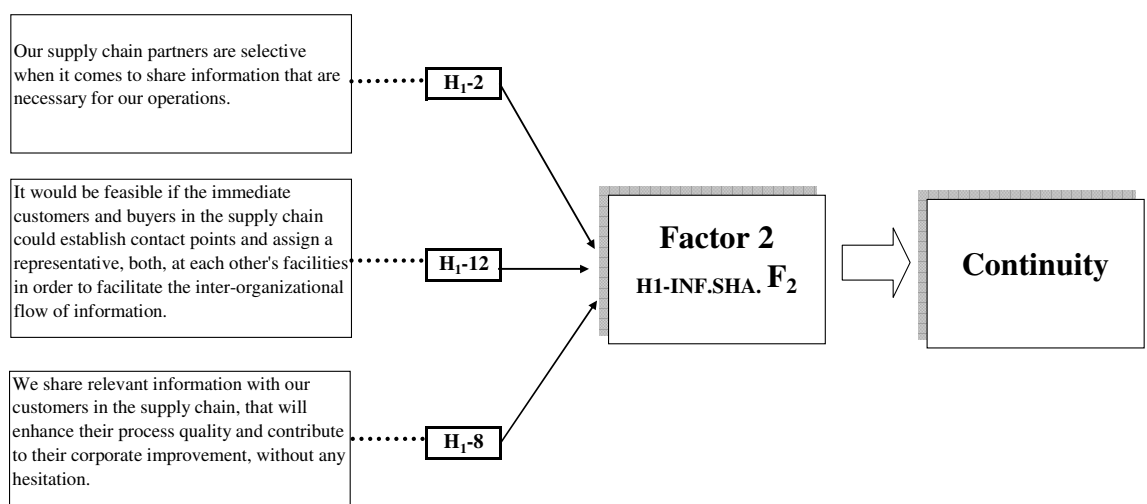 Our supply chain partners are selective
when it comes to share information that are
necessary for our operations.
H1-2
It would be feasible if the immediate
customers and buyers in the supply chain
could establish contact points and assign a
representative, both, at each other's facilities
in order to facilitate the inter-organizational
flow of information.
H1-12
We share relevant information with our
customers in the supply chain, that will
enhance their process quality and contribute
to their corporate improvement, without any
hesitation.
H1-8
Factor 2
H1-INF.SHA. F2
Continuity